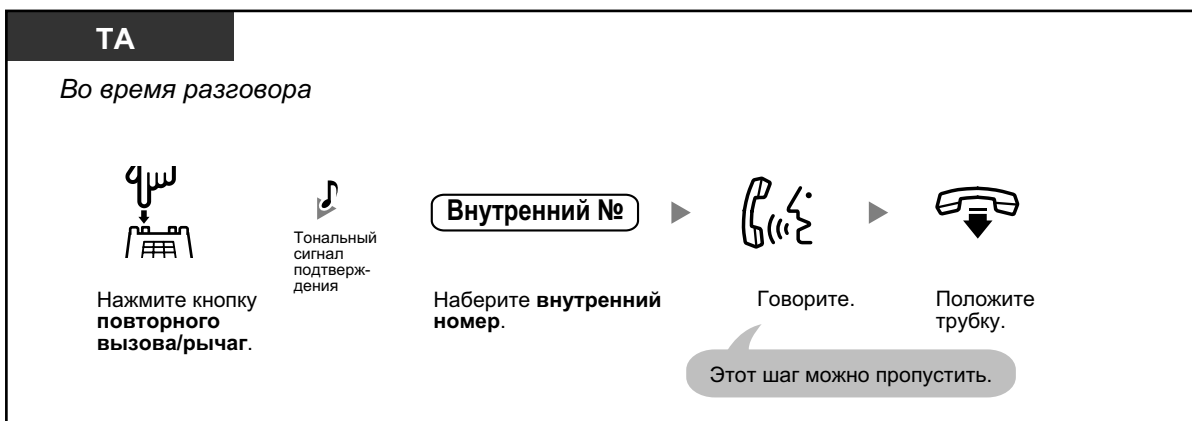 ТА
Во время разговора
Тональный
сигнал
подтверж-
дения
Внутренний №
Нажмите кнопку
повторного
вызова/рычаг.
Наберите внутренний
номер.
Говорите.
Положите
трубку.
Этот шаг можно пропустить.